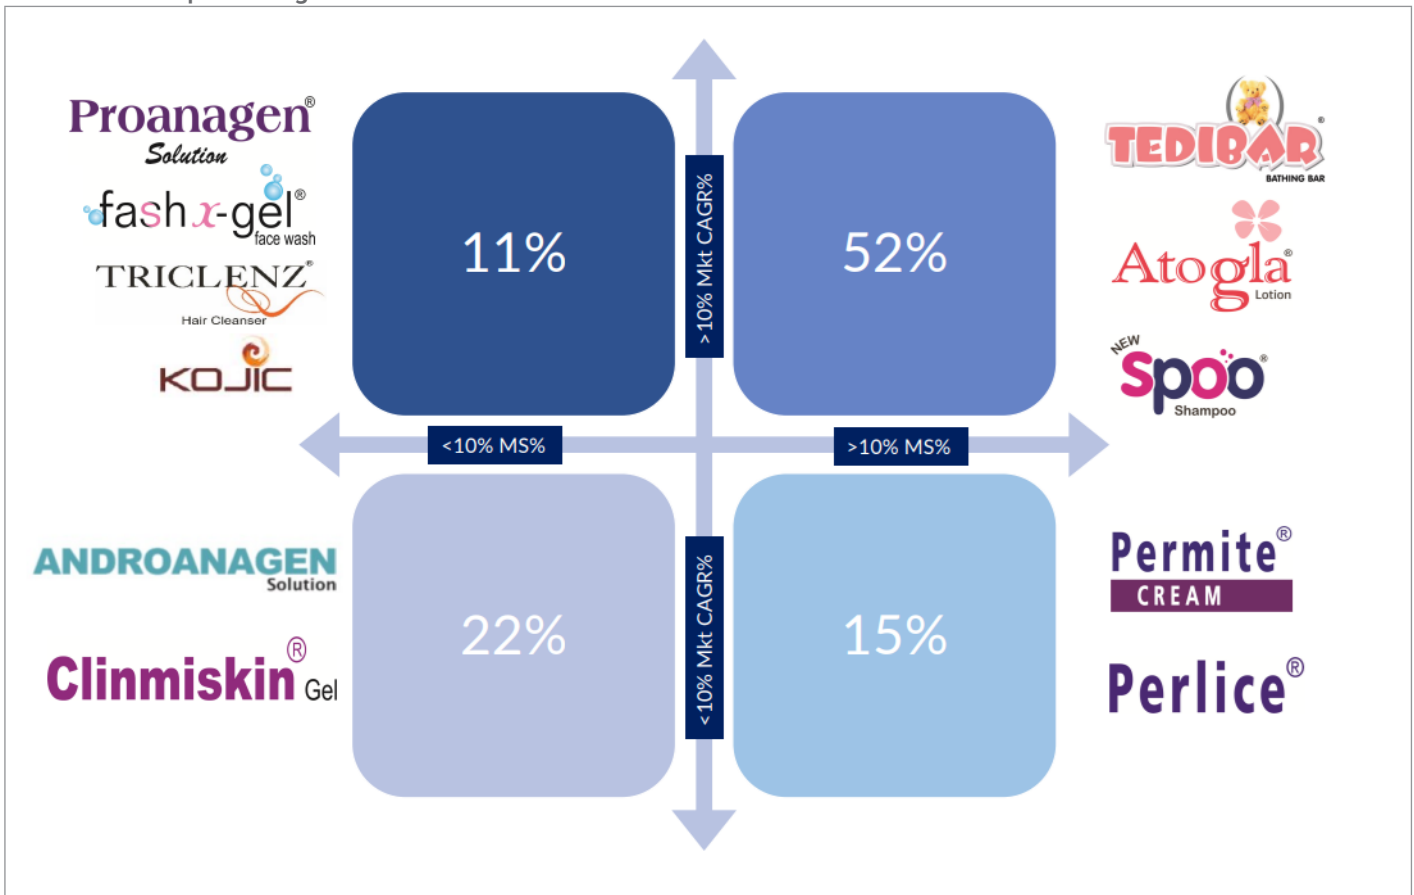 Proanagen®
Solution
fash x-gel®
face wash
TRICLENZ®
Hair Cleanser
KOJIC
11%
>10% Mkt CAGR%
52%
TEDIBAR®
BATHING BAR
Atogla®
Lotion
NEW
Spoo®
Shampoo
<10% MS%
>10% MS%
ANDROANAGEN
Solution
Clinmiskin® Gel
22%
<10% Mkt CAGR%
15%
Permite®
CREAM
Perlice®